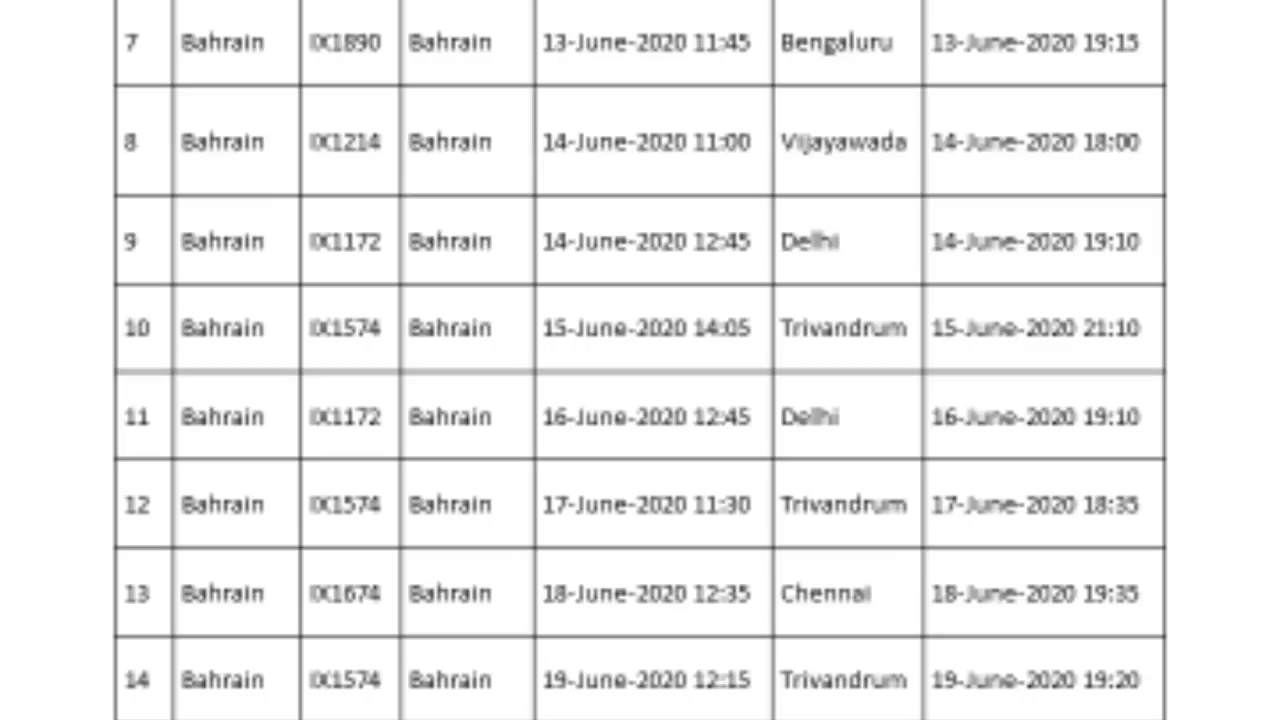 7 Bahrain IX1890 Bahrain 13-June-2020 11:45 Bengaluru 13-June-2020 19:15
8 Bahrain IX1214 Bahrain 14-June-2020 11:00 Vijayawada 14-June-2020 18:00
9 Bahrain IX1172 Bahrain 14-June-2020 12:45 Delhi 14-June-2020 19:10
10 Bahrain IX1574 Bahrain 15-June-2020 14:05 Trivandrum 15-June-2020 21:10
11 Bahrain IX1172 Bahrain 16-June-2020 12:45 Delhi 16-June-2020 19:10
12 Bahrain IX1574 Bahrain 17-June-2020 11:30 Trivandrum 17-June-2020 18:35
13 Bahrain IX1674 Bahrain 18-June-2020 12:35 Chennai 18-June-2020 19:35
14 Bahrain IX1574 Bahrain 19-June-2020 12:15 Trivandrum 19-June-2020 19:20